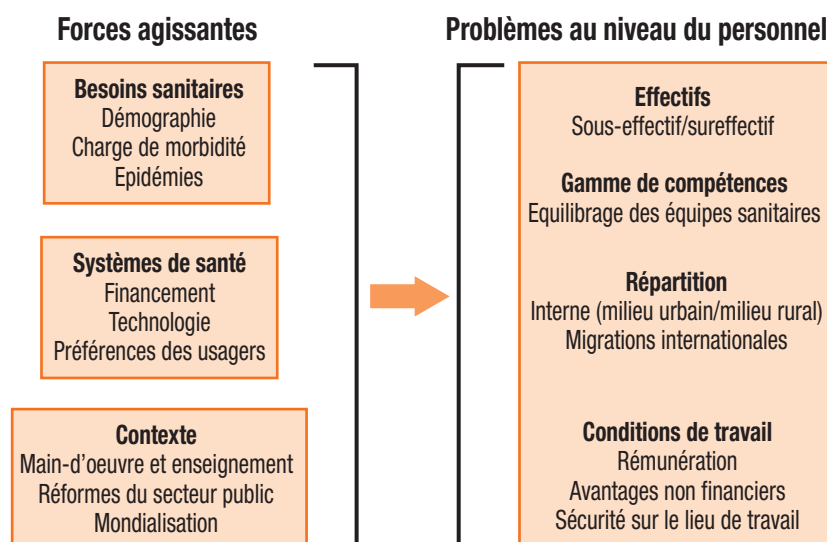 Forces agissantes
Besoins sanitaires
Démographie
Charge de morbidité
Epidémies
Systèmes de santé
Financement
Technologie
Préférences des usagers
Contexte
Main-d'oeuvre et enseignement
Réformes du secteur public
Mondialisation
Problèmes au niveau du personnel
Effectifs
Sous-effectif/sureffectif
Gamme de compétences
Equilibrage des équipes sanitaires
Répartition
Interne (milieu urbain/milieu rural)
Migrations internationales
Conditions de travail
Rémunération
Avantages non financiers
Sécurité sur le lieu de travail